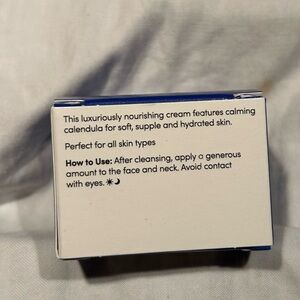 This luxuriously nourishing cream features calming
calendula for soft, supple and hydrated skin.
Perfect for all skin types
How to Use: After cleansing, apply a generous
amount to the face and neck. Avoid contact
with eyes.